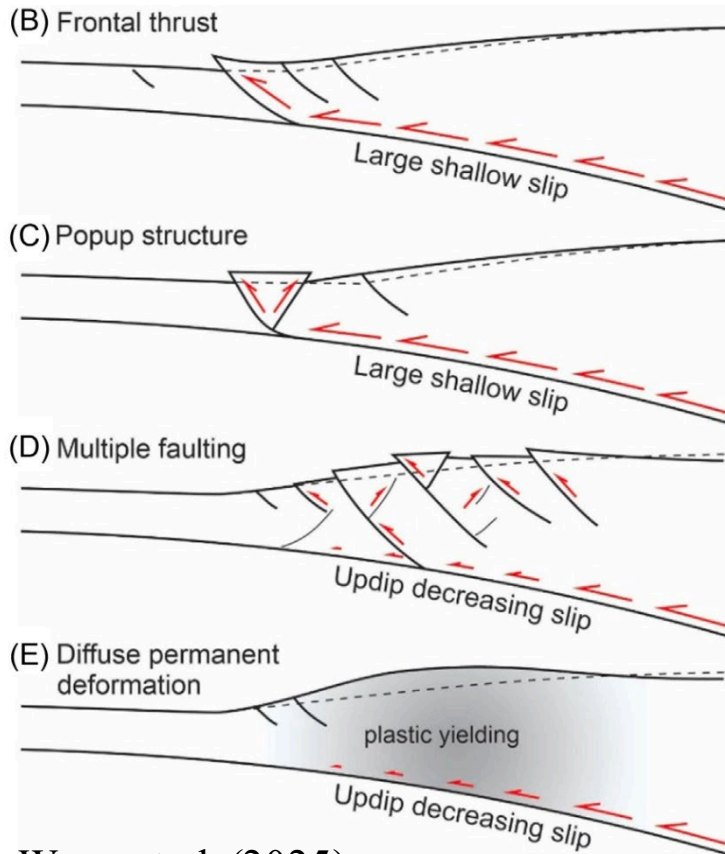 (B) Frontal thrust
Large shallow slip
(C) Popup structure
Large shallow slip
(D) Multiple faulting
Updip decreasing slip
(E) Diffuse permanent
deformation
plastic yielding
Updip decreasing slip
(2025)